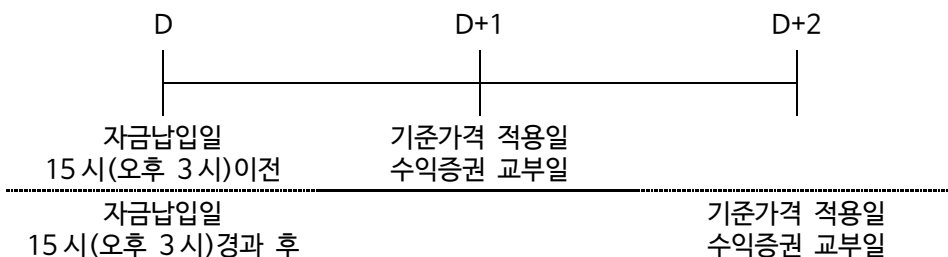 D D+1 D+2
자금납입일 기준가격 적용일
15시(오후 3시)이전 수익증권 교부일
자금납입일 기준가격 적용일
15시(오후 3시)경과 후 수익증권 교부일